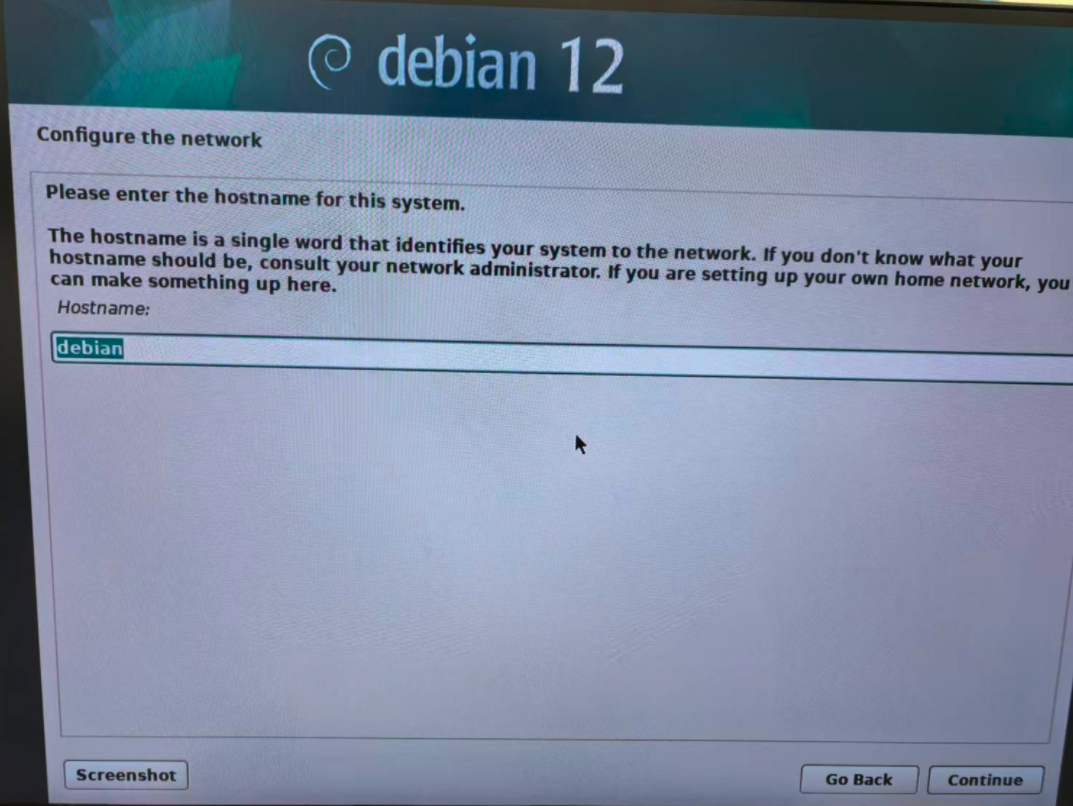 debian 12
Configure the network
Please enter the hostname for this system.
The hostname is a single word that identifies your system to the network. If you don't know what your
hostname should be, consult your network administrator. If you are setting up your own home network, you
can make something up here.
Hostname:
debian
Screenshot
Go Back
Continue